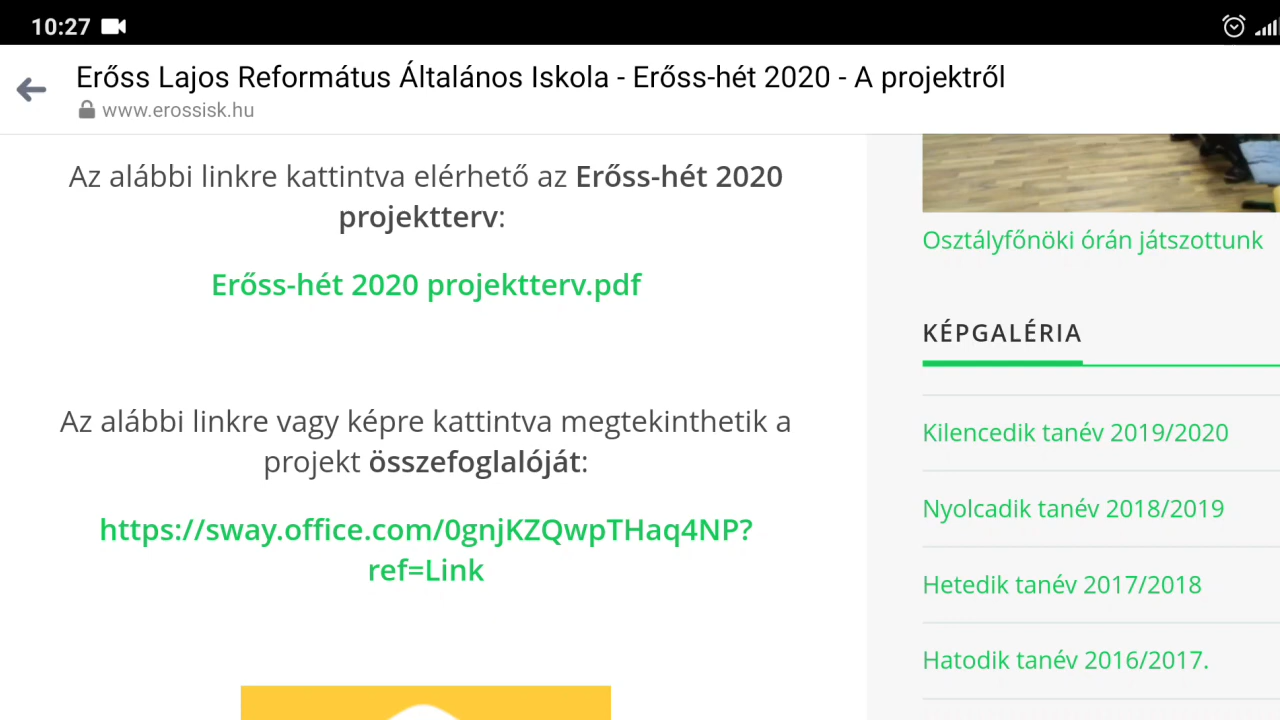 10:27
Erőss Lajos Református Általános Iskola - Erőss-hét 2020 - A projektről
www.erossisk.hu
Az alábbi linkre kattintva elérhető az Erőss-hét 2020
projektterv:
Erőss-hét 2020 projektterv.pdf
Az alábbi linkre vagy képre kattintva megtekinthetik a
projekt összefoglalóját:
https://sway.office.com/0gnjKZQwpTHaq4NP?
ref=Link
Osztályfőnöki órán játszottunk
KÉPGALÉRIA
Kilencedik tanév 2019/2020
Nyolcadik tanév 2018/2019
Hetedik tanév 2017/2018
Hatodik tanév 2016/2017.